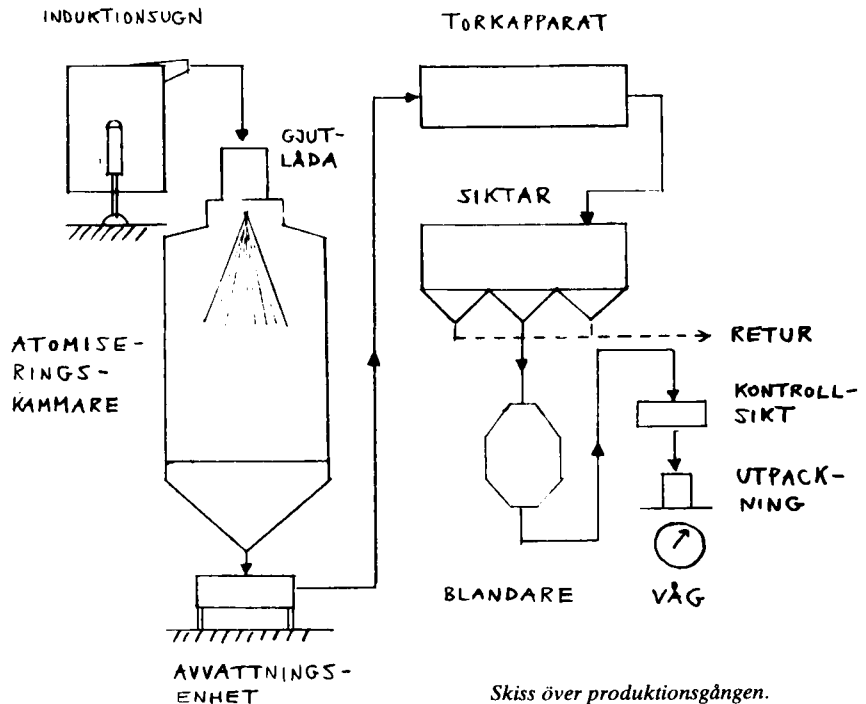 INDUKTIONSUGN
TORKAPPARAT
GJUT-
LÅDA
SIKTAR
ATOMISE-
RINGS-
KAMMARE
RETUR
KONTROLL-
SIKT
UTPACK-
NING
BLANDARE
VÅG
AVVATTNINGS-
ENHET
Skiss över produktionsgången.